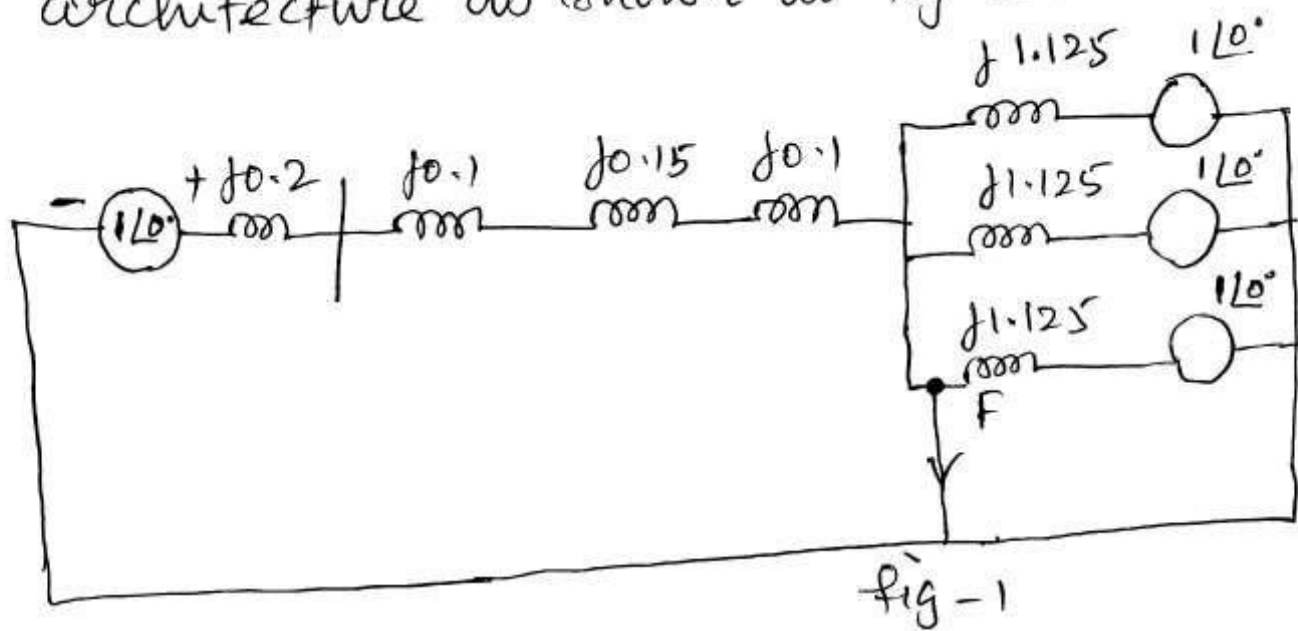 architecture as shown in fig
j1.125 1∠0°
+ j0.2 j0.1 j0.15 j0.1
- 1∠0°
j1.125 1∠0°
j1.125 1∠0°
F
fig-1